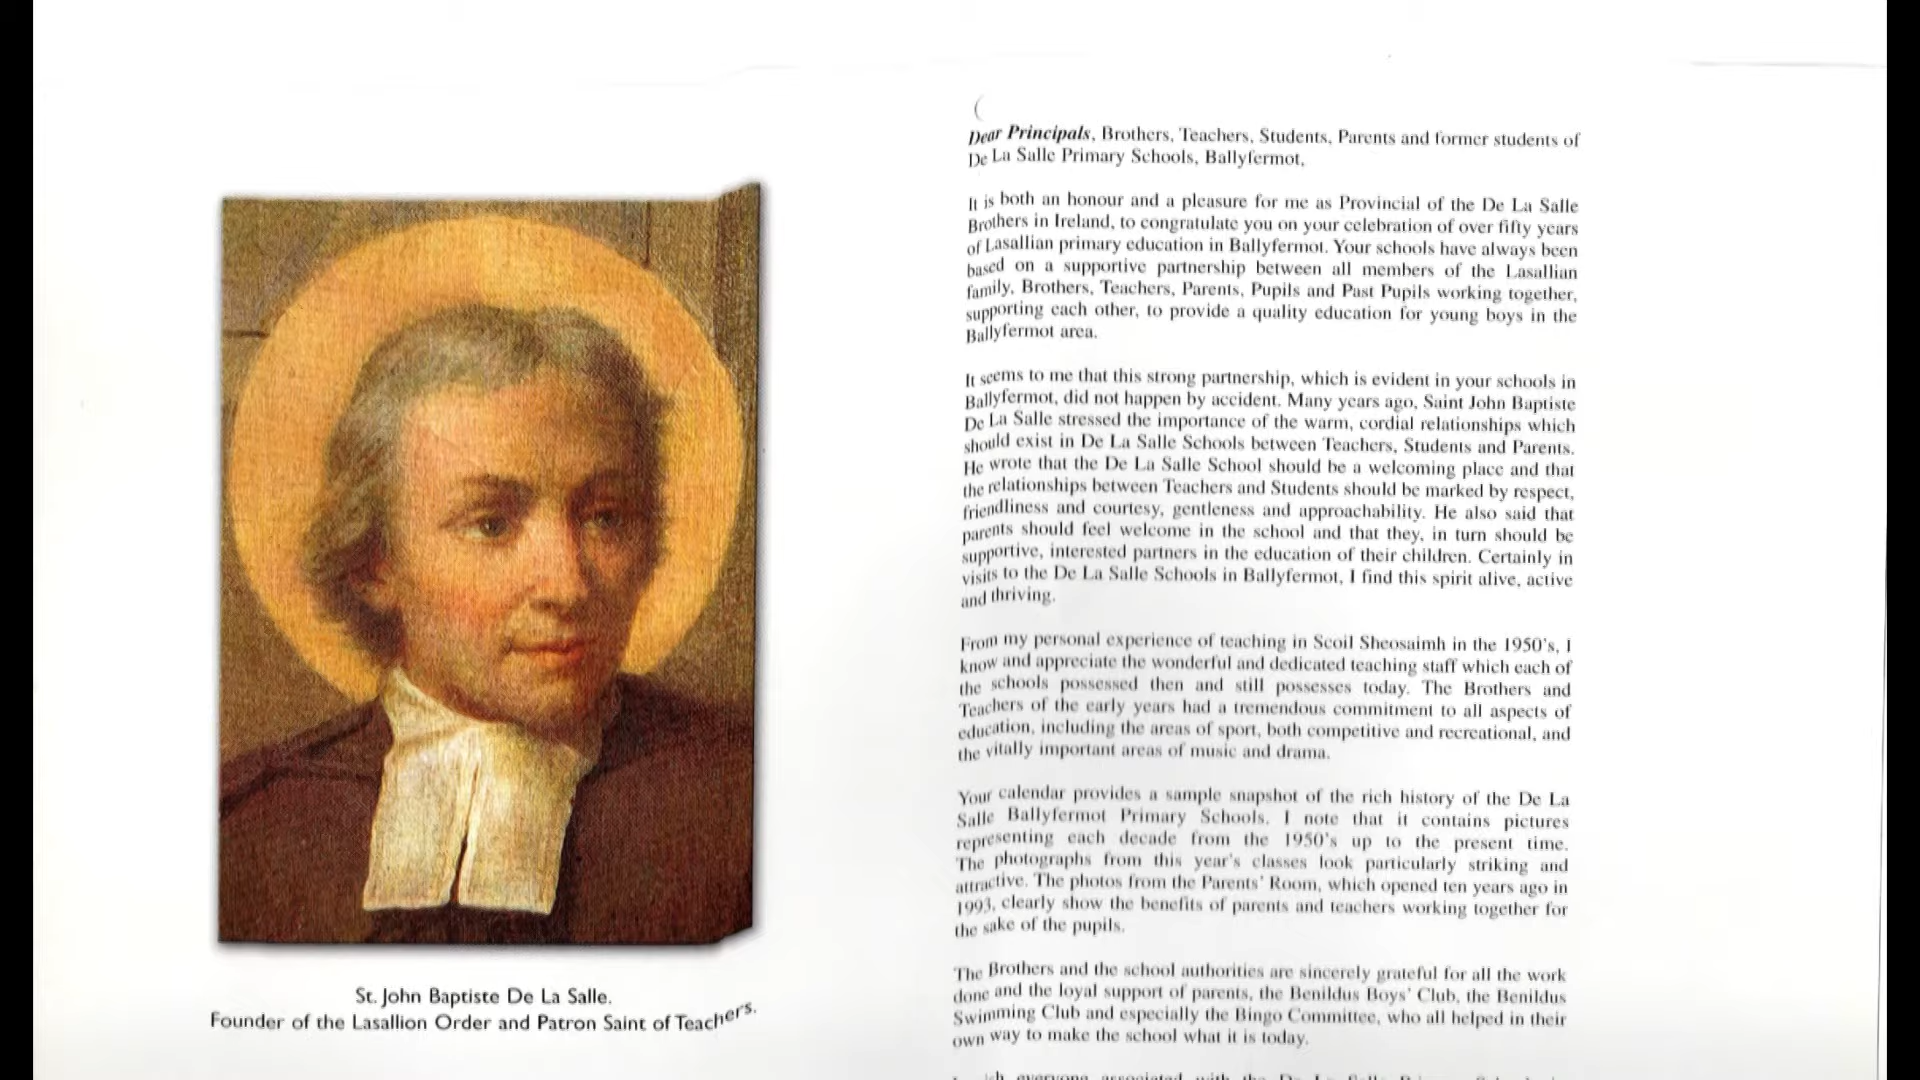 St. John Baptiste De La Salle.
Founder of the Lasallion Order and Patron Saint of Teachers.
Dear Principals, Brothers, Teachers, Students, Parents and former students of
De La Salle Primary Schools, Ballyfermot,
It is both an honour and a pleasure for me as Provincial of the De La Salle
Brothers in Ireland, to congratulate you on your celebration of over fifty years
of Lasallian primary education in Ballyfermot. Your schools have always been
based on a supportive partnership between all members of the Lasallian
family, Brothers, Teachers, Parents, Pupils and Past Pupils working together,
supporting each other, to provide a quality education for young boys in the
Ballyfermot area.
It seems to me that this strong partnership, which is evident in your schools in
Ballyfermot, did not happen by accident. Many years ago, Saint John Baptiste
De La Salle stressed the importance of the warm, cordial relationships which
should exist in De La Salle Schools between Teachers, Students and Parents.
He wrote that the De La Salle School should be a welcoming place and that
the relationships between Teachers and Students should be marked by respect,
friendliness and courtesy, gentleness and approachability. He also said that
parents should feel welcome in the school and that they, in turn should be
supportive, interested partners in the education of their children. Certainly in
visits to the De La Salle Schools in Ballyfermot, I find this spirit alive, active
and thriving.
From my personal experience of teaching in Scoil Sheosaimh in the 1950's, I
know and appreciate the wonderful and dedicated teaching staff which each of
the schools possessed then and still possesses today. The Brothers and
Teachers of the early years had a tremendous commitment to all aspects of
education, including the areas of sport, both competitive and recreational, and
the vitally important areas of music and drama.
Your calendar provides a sample snapshot of the rich history of the De La
Salle Ballyfermot Primary Schools. I note that it contains pictures
representing each decade from the 1950's up to the present time.
The photographs from this year's classes look particularly striking and
attractive. The photos from the Parents' Room, which opened ten years ago in
1993, clearly show the benefits of parents and teachers working together for
the sake of the pupils.
The Brothers and the school authorities are sincerely grateful for all the work
done and the loyal support of parents, the Benildus Boys' Club, the Benildus
Swimming Club and especially the Bingo Committee, who all helped in their
own way to make the school what it is today.
everyone associated with the De La Salle